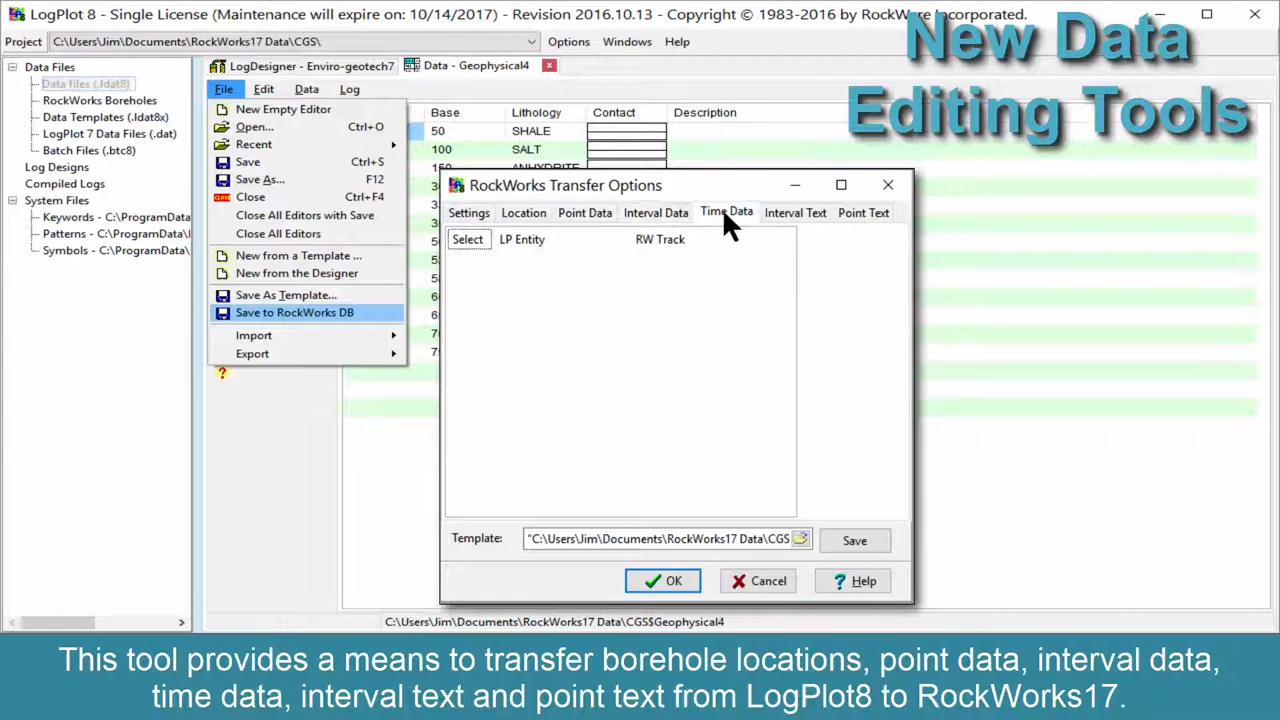 LogPlot 8 - Single License (Maintenance will expire on: 10/14/2017) - Revision 2016.10.13 - Copyright © 1983-2016 by RockWare Incorporated.
New Data
Editing Tools
Project C:\Users\Jim\Documents\RockWorks17 Data\CGS\ Options Windows Help
Data Files
Data files (.ldat8)
RockWorks Boreholes
Data Templates (.ldat8x)
LogPlot 7 Data Files (.dat)
Batch Files (.btc8)
Log Designs
Compiled Logs
System Files
Keywords - C:\ProgramData
Patterns - C:\ProgramData\
Symbols - C:\ProgramData\
LogDesigner - Enviro-geotech7 Data - Geophysical4
File Edit Data Log
New Empty Editor
Open... Ctrl+O
Recent
Save Ctrl+S
Save As... F12
Close Ctrl+F4
Close All Editors with Save
Close All Editors
New from a Template ...
New from the Designer
Save As Template...
Save to RockWorks DB
Import
Export
Base Lithology Contact Description
50 SHALE
100 SALT
150 ANHYDRITE
RockWorks Transfer Options
Settings Location Point Data Interval Data Time Data Interval Text Point Text
Select LP Entity RW Track
Template: "C:\Users\Jim\Documents\RockWorks17 Data\CGS Save
OK Cancel Help
C:\Users\Jim\Documents\RockWorks17 Data\CGS$Geophysical4
This tool provides a means to transfer borehole locations, point data, interval data,
time data, interval text and point text from LogPlot8 to RockWorks17.